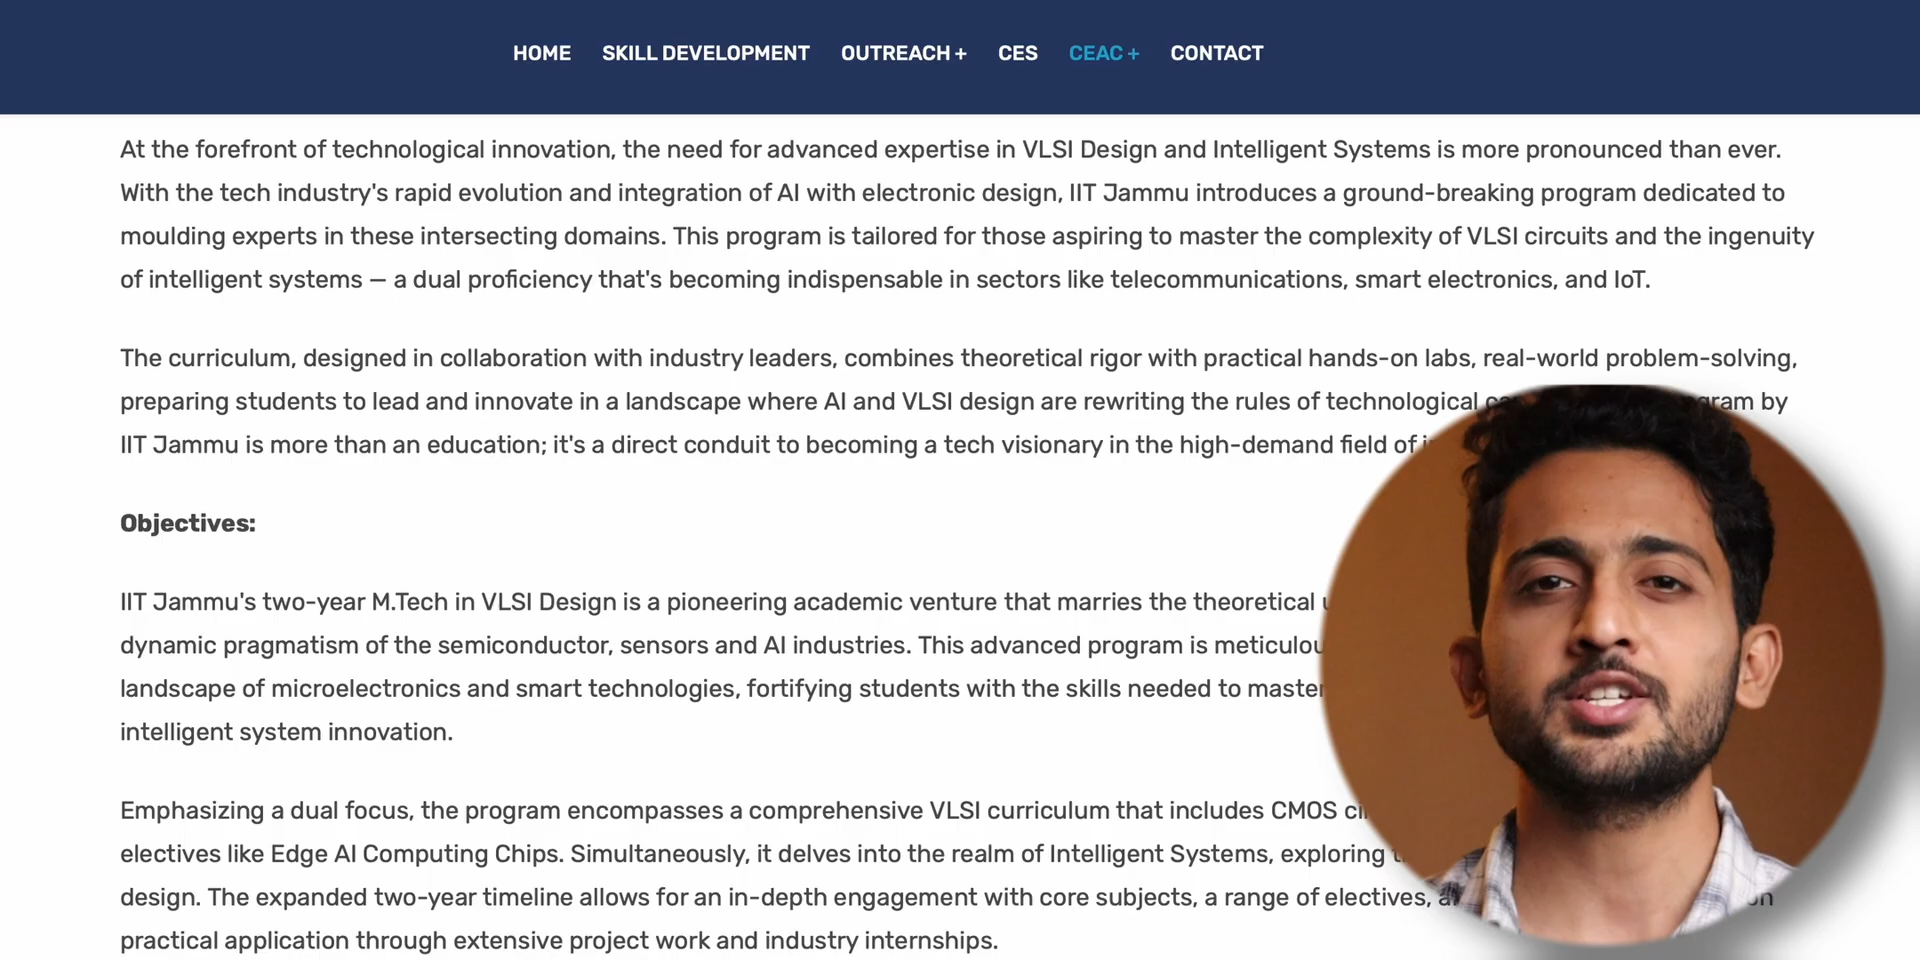 HOME SKILL DEVELOPMENT OUTREACH + CES CEAC + CONTACT
At the forefront of technological innovation, the need for advanced expertise in VLSI Design and Intelligent Systems is more pronounced than ever.
With the tech industry's rapid evolution and integration of AI with electronic design, IIT Jammu introduces a ground-breaking program dedicated to
moulding experts in these intersecting domains. This program is tailored for those aspiring to master the complexity of VLSI circuits and the ingenuity
of intelligent systems — a dual proficiency that's becoming indispensable in sectors like telecommunications, smart electronics, and IoT.
The curriculum, designed in collaboration with industry leaders, combines theoretical rigor with practical hands-on labs, real-world problem-solving,
preparing students to lead and innovate in a landscape where AI and VLSI design are rewriting the rules of technological by
IIT Jammu is more than an education; it's a direct conduit to becoming a tech visionary in the high-demand field of
Objectives:
IIT Jammu's two-year M.Tech in VLSI Design is a pioneering academic venture that marries the theoretical
dynamic pragmatism of the semiconductor, sensors and AI industries. This advanced program is
landscape of microelectronics and smart technologies, fortifying students with the skills needed to master
intelligent system innovation.
Emphasizing a dual focus, the program encompasses a comprehensive VLSI curriculum that includes CMOS
electives like Edge AI Computing Chips. Simultaneously, it delves into the realm of Intelligent Systems, exploring
design. The expanded two-year timeline allows for an in-depth engagement with core subjects, a range of electives,
practical application through extensive project work and industry internships.